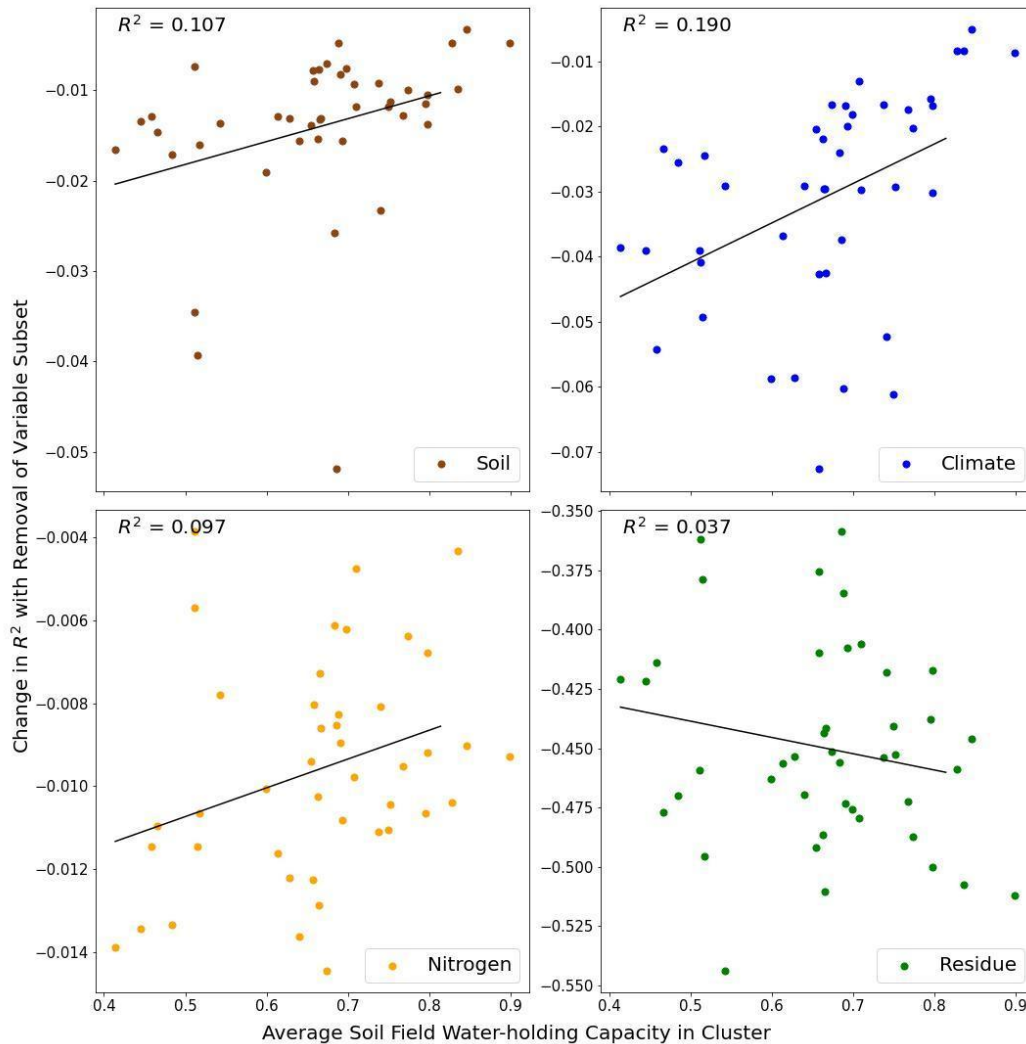 R² = 0.107
−0.01
−0.02
−0.03
−0.04
−0.05
Soil
R² = 0.190
−0.01
−0.02
−0.03
−0.04
−0.05
−0.06
−0.07
Climate
Change in R² with Removal of Variable Subset
R² = 0.097
−0.004
−0.006
−0.008
−0.010
−0.012
−0.014
Nitrogen
0.4 0.5 0.6 0.7 0.8 0.9
R² = 0.037
−0.350
−0.375
−0.400
−0.425
−0.450
−0.475
−0.500
−0.525
−0.550
Residue
0.4 0.5 0.6 0.7 0.8 0.9
Average Soil Field Water-holding Capacity in Cluster